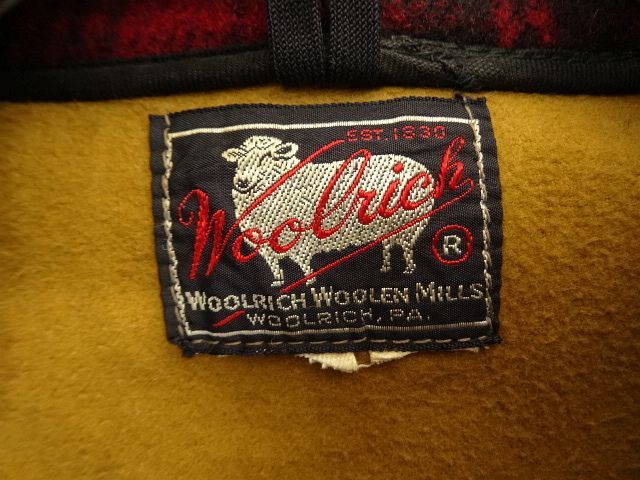 EST. 1830
Woolrich
®
WOOLRICH WOOLEN MILLS
WOOLRICH, PA.